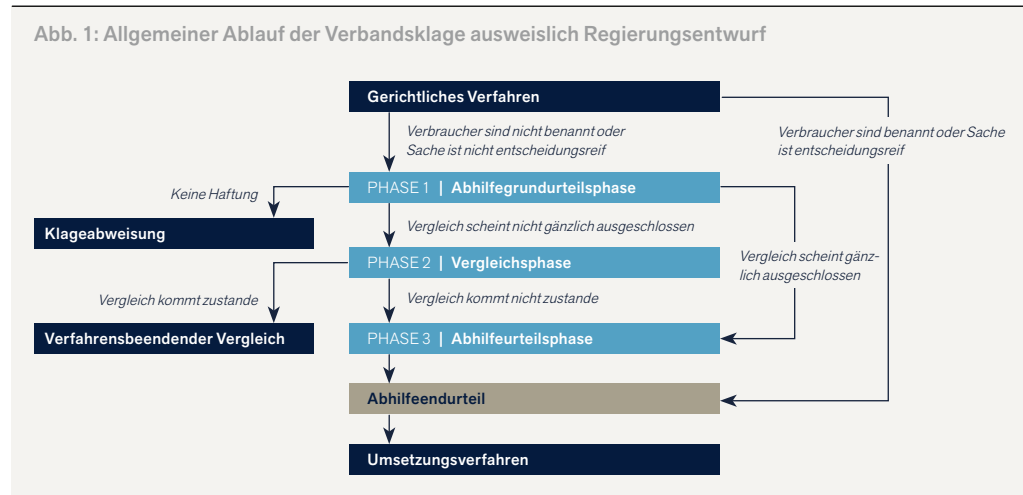 Abb. 1: Allgemeiner Ablauf der Verbandsklage ausweislich Regierungsentwurf
Gerichtliches Verfahren
Verbraucher sind nicht benannt oder
Sache ist nicht entscheidungsreif
Verbraucher sind benannt oder Sache
ist entscheidungsreif
PHASE 1 | Abhilfegrundurteilsphase
Keine Haftung
Klageabweisung
Vergleich scheint nicht gänzlich ausgeschlossen
Vergleich scheint gänz-
lich ausgeschlossen
PHASE 2 | Vergleichsphase
Vergleich kommt zustande
Vergleich kommt nicht zustande
Verfahrensbeendender Vergleich
PHASE 3 | Abhilfeurteilsphase
Abhilfeendurteil
Umsetzungsverfahren